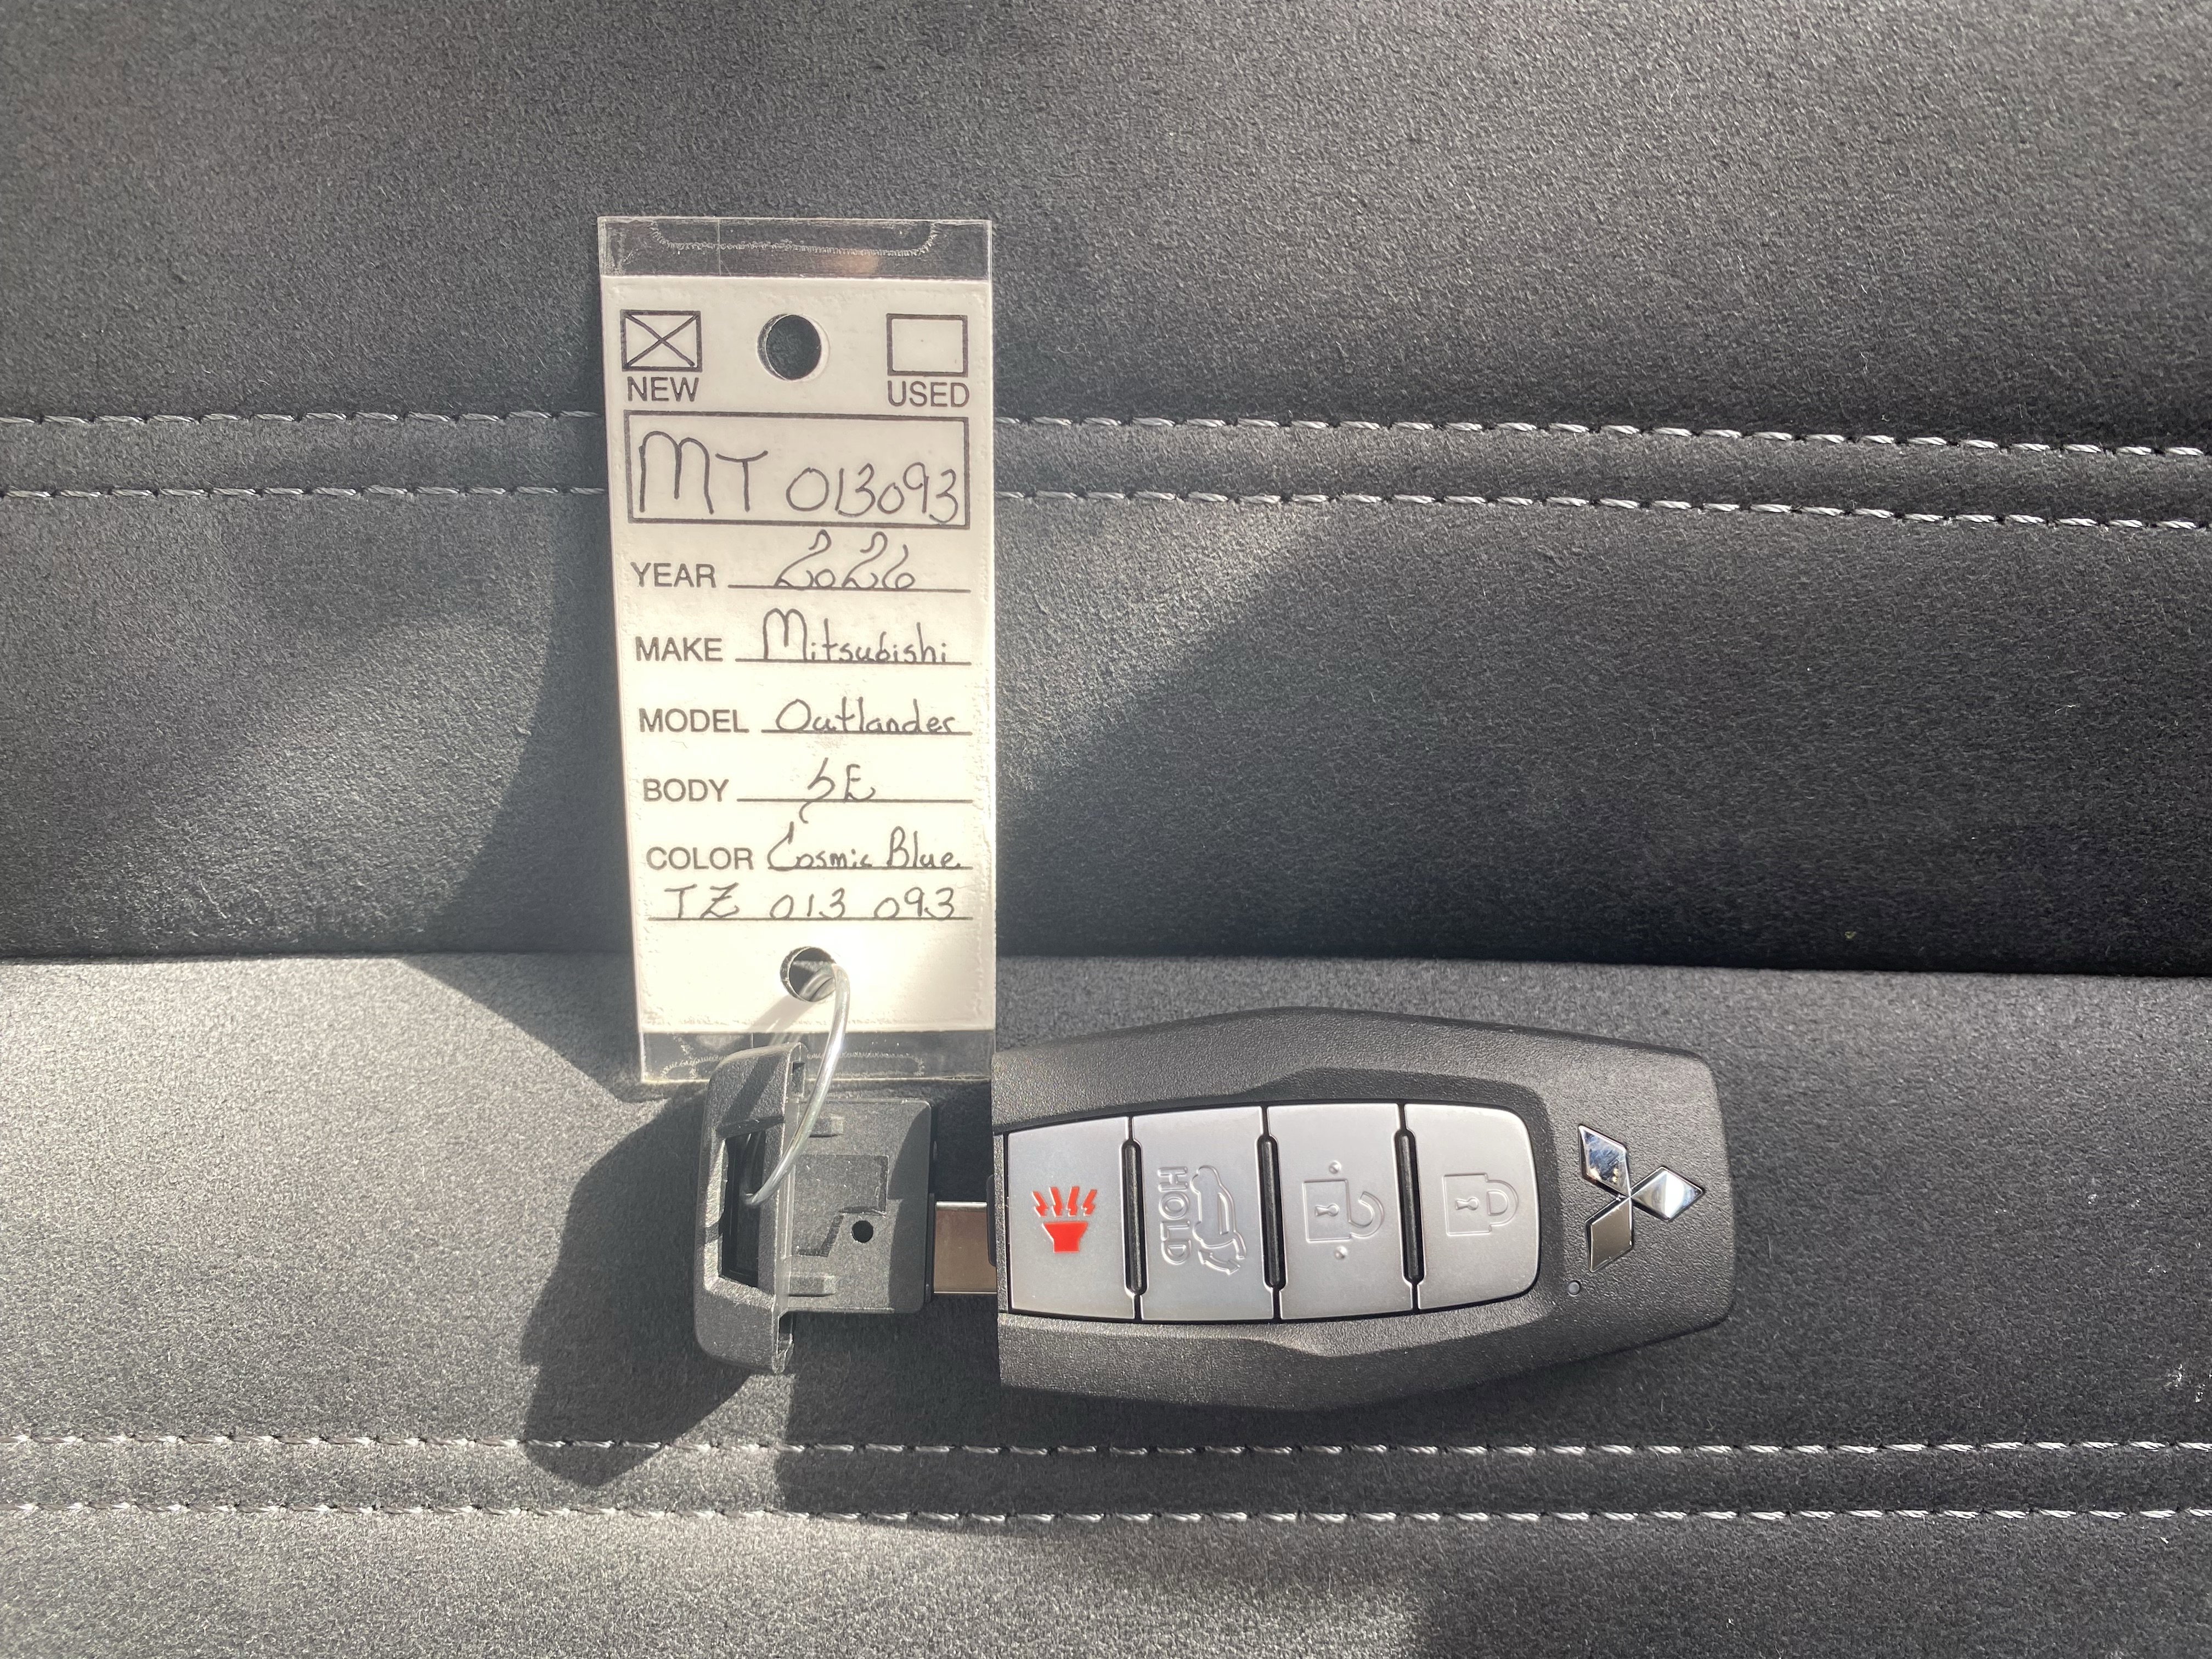 NEW USED
MT 013093
YEAR 2026
MAKE Mitsubishi
MODEL Outlander
BODY SE
COLOR Cosmic Blue
TZ 013 093
HOLD